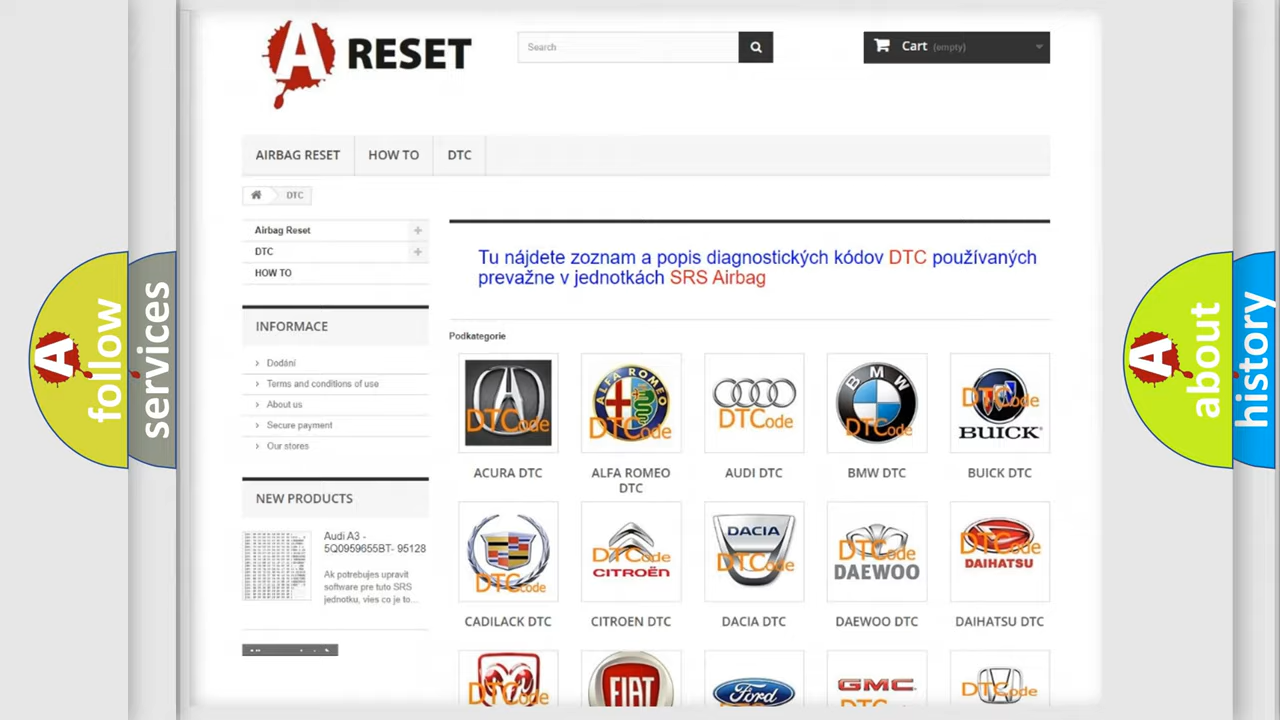 A RESET
Search
Cart (empty)
AIRBAG RESET
HOW TO
DTC
DTC
Airbag Reset
DTC
HOW TO
INFORMACE
Dodání
Terms and conditions of use
About us
Secure payment
Our stores
NEW PRODUCTS
Audi A3 -
5Q0959655BT- 95128
Ak potrebujes upravit
software pre tuto SRS
jednotku, vies co je to...
Tu nájdete zoznam a popis diagnostických kódov DTC používaných
prevažne v jednotkách SRS Airbag
Podkategorie
DTCode
ALFA ROMEO
DTCode
DTCode
BMW
DTCode
DTCode
BUICK
ACURA DTC
ALFA ROMEO
DTC
AUDI DTC
BMW DTC
BUICK DTC
DTCode
DTCode
CITROËN
DACIA
DTCode
DTCode
DAEWOO
DTCode
DAIHATSU
CADILACK DTC
CITROEN DTC
DACIA DTC
DAEWOO DTC
DAIHATSU DTC
DTCode
FIAT
Ford
GMC
DTCode
A follow
services
A about
history